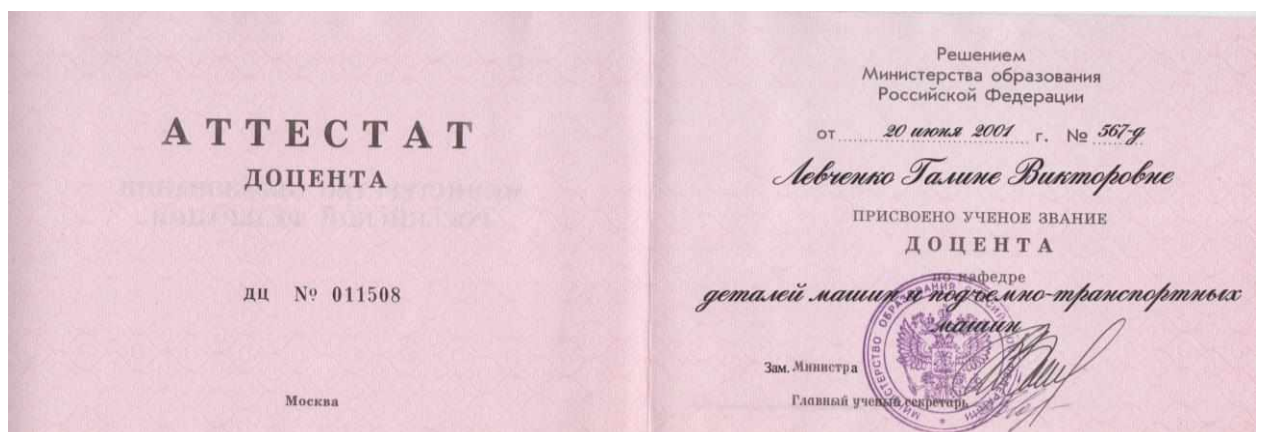 АТТЕСТАТ
ДОЦЕНТА
ДЦ № 011508
Москва
Решением
Министерства образования
Российской Федерации
от 20 июня 2001 г. № 567-д
Левченко Галине Викторовне
ПРИСВОЕНО УЧЕНОЕ ЗВАНИЕ
ДОЦЕНТА
по кафедре
деталей машин и подъемно-транспортных
машин
Зам. Министра
Главный ученый секретарь